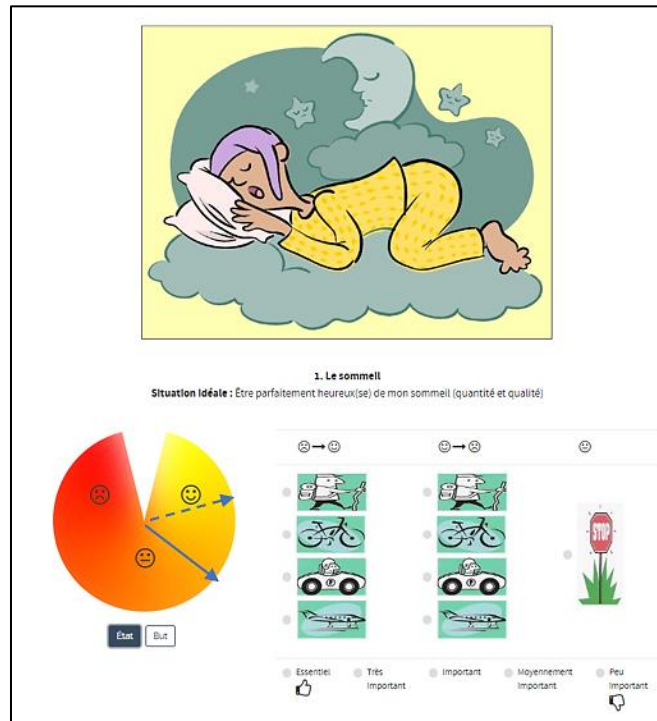 1. Le sommeil
Situation Idéale : Être parfaitement heureux(se) de mon sommeil (quantité et qualité)
P
P
STOP
État
But
Essentiel
Très
Important
Important
Moyennement
Important
Peu
Important